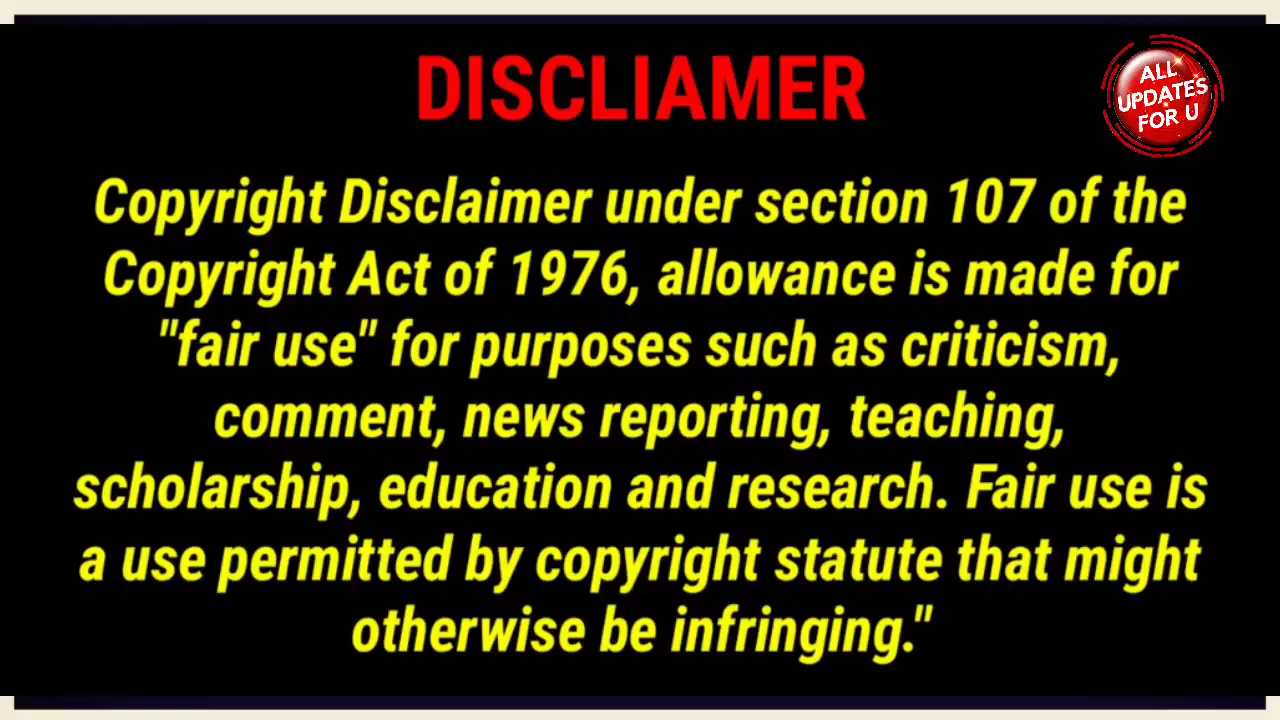 DISCLIAMER
ALL
UPDATES
FOR U
Copyright Disclaimer under section 107 of the
Copyright Act of 1976, allowance is made for
"fair use" for purposes such as criticism,
comment, news reporting, teaching,
scholarship, education and research. Fair use is
a use permitted by copyright statute that might
otherwise be infringing."